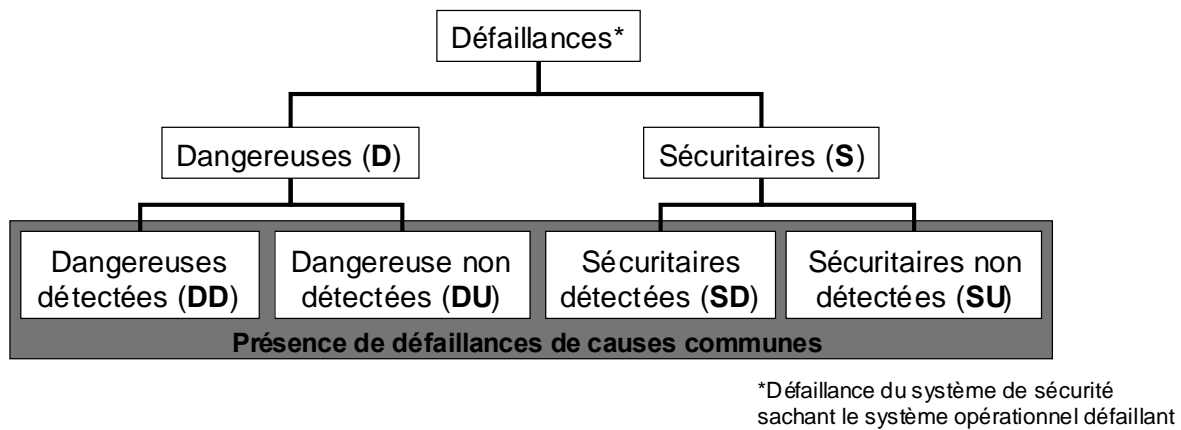 Défaillances*
Dangereuses (D)
Sécuritaires (S)
Dangereuses
détectées (DD)
Dangereuse non
détectées (DU)
Sécuritaires
détectées (SD)
Sécuritaires non
détectées (SU)
Présence de défaillances de causes communes
*Défaillance du système de sécurité
sachant le système opérationnel défaillant